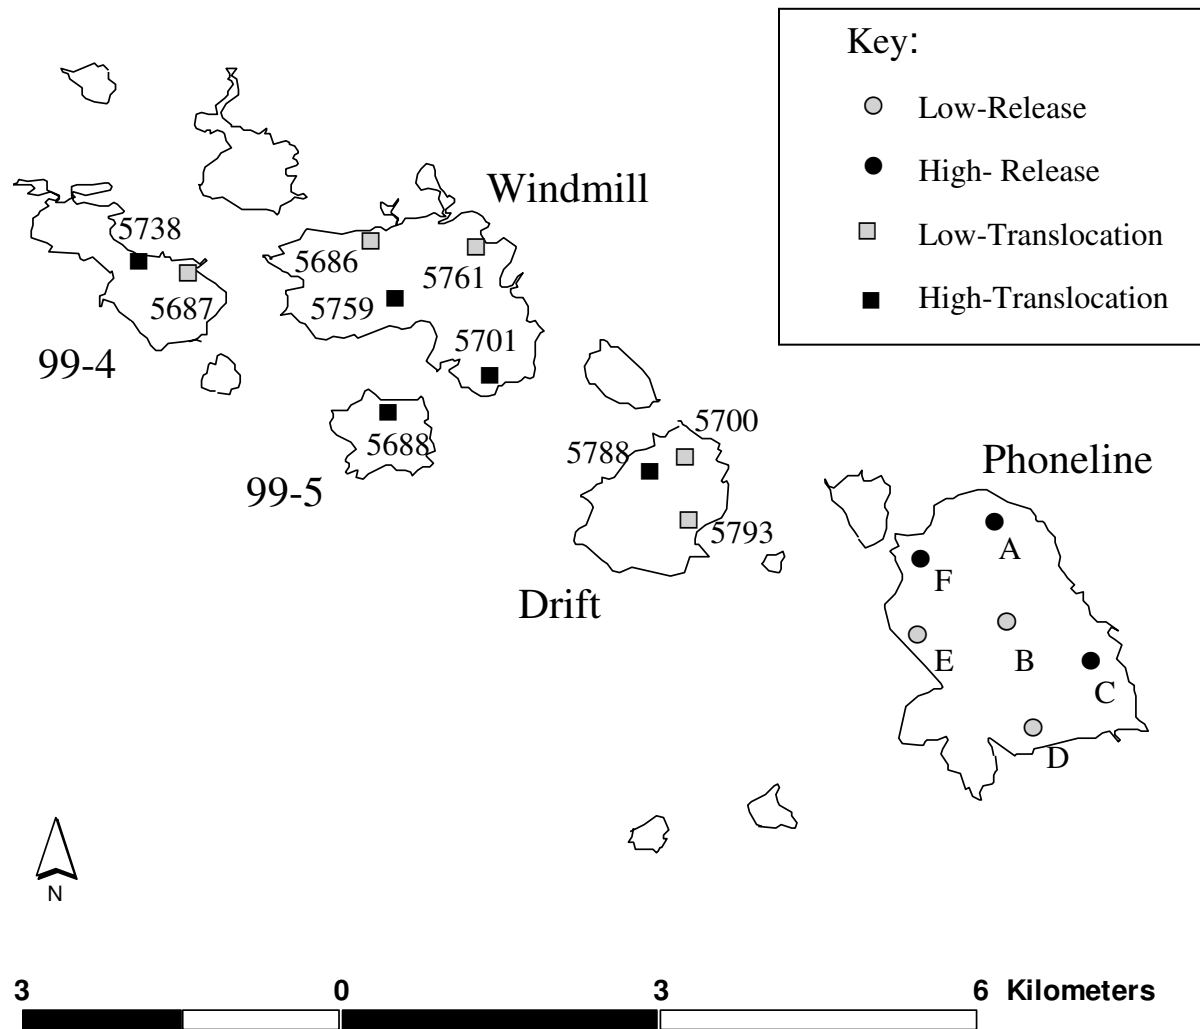 Key:
Low-Release
High- Release
Low-Translocation
High-Translocation
Windmill
5738
5686
5761
5687
5759
5701
99-4
5688
99-5
5700
5788
5793
Drift
Phoneline
A
F
B
E
C
D
N
3 0 3 6 Kilometers